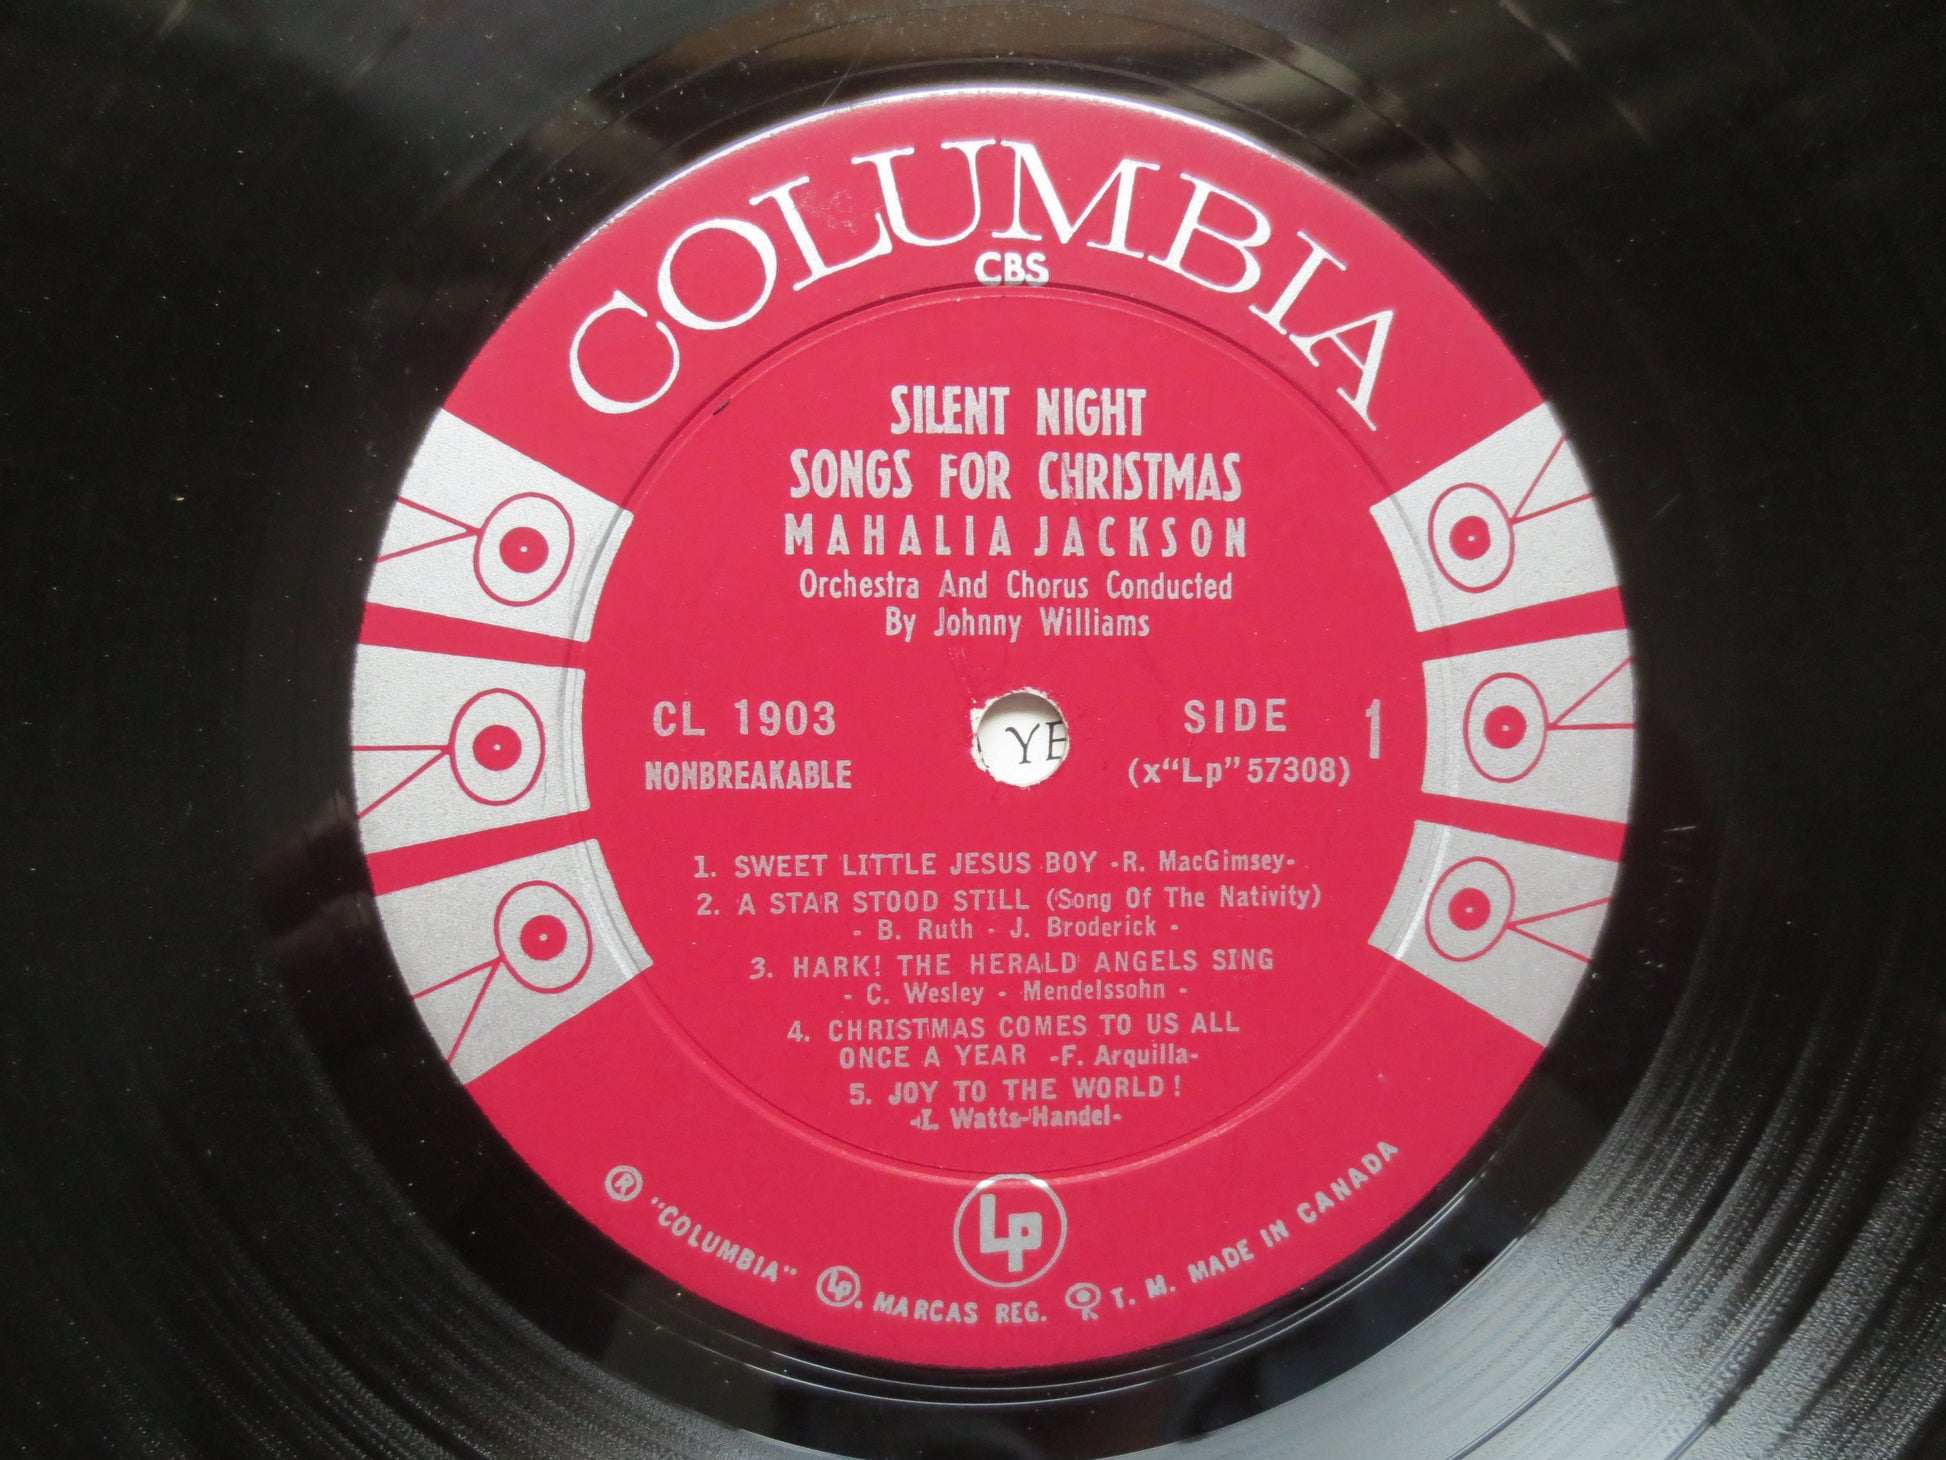 COLUMBIA
CBS
SILENT NIGHT
SONGS FOR CHRISTMAS
MAHALIA JACKSON
Orchestra And Chorus Conducted
By Johnny Williams
CL 1903
NONBREAKABLE
YE
SIDE 1
(x"Lp" 57308)
1. SWEET LITTLE JESUS BOY -R. MacGimsey-
2. A STAR STOOD STILL (Song Of The Nativity)
- B. Ruth - J. Broderick -
3. HARK! THE HERALD ANGELS SING
- C. Wesley - Mendelssohn -
4. CHRISTMAS COMES TO US ALL
ONCE A YEAR -F. Arquilla-
5. JOY TO THE WORLD!
-I. Watts-Handel-
Lp
® "COLUMBIA" Lp. MARCAS REG. T. M. MADE IN CANADA